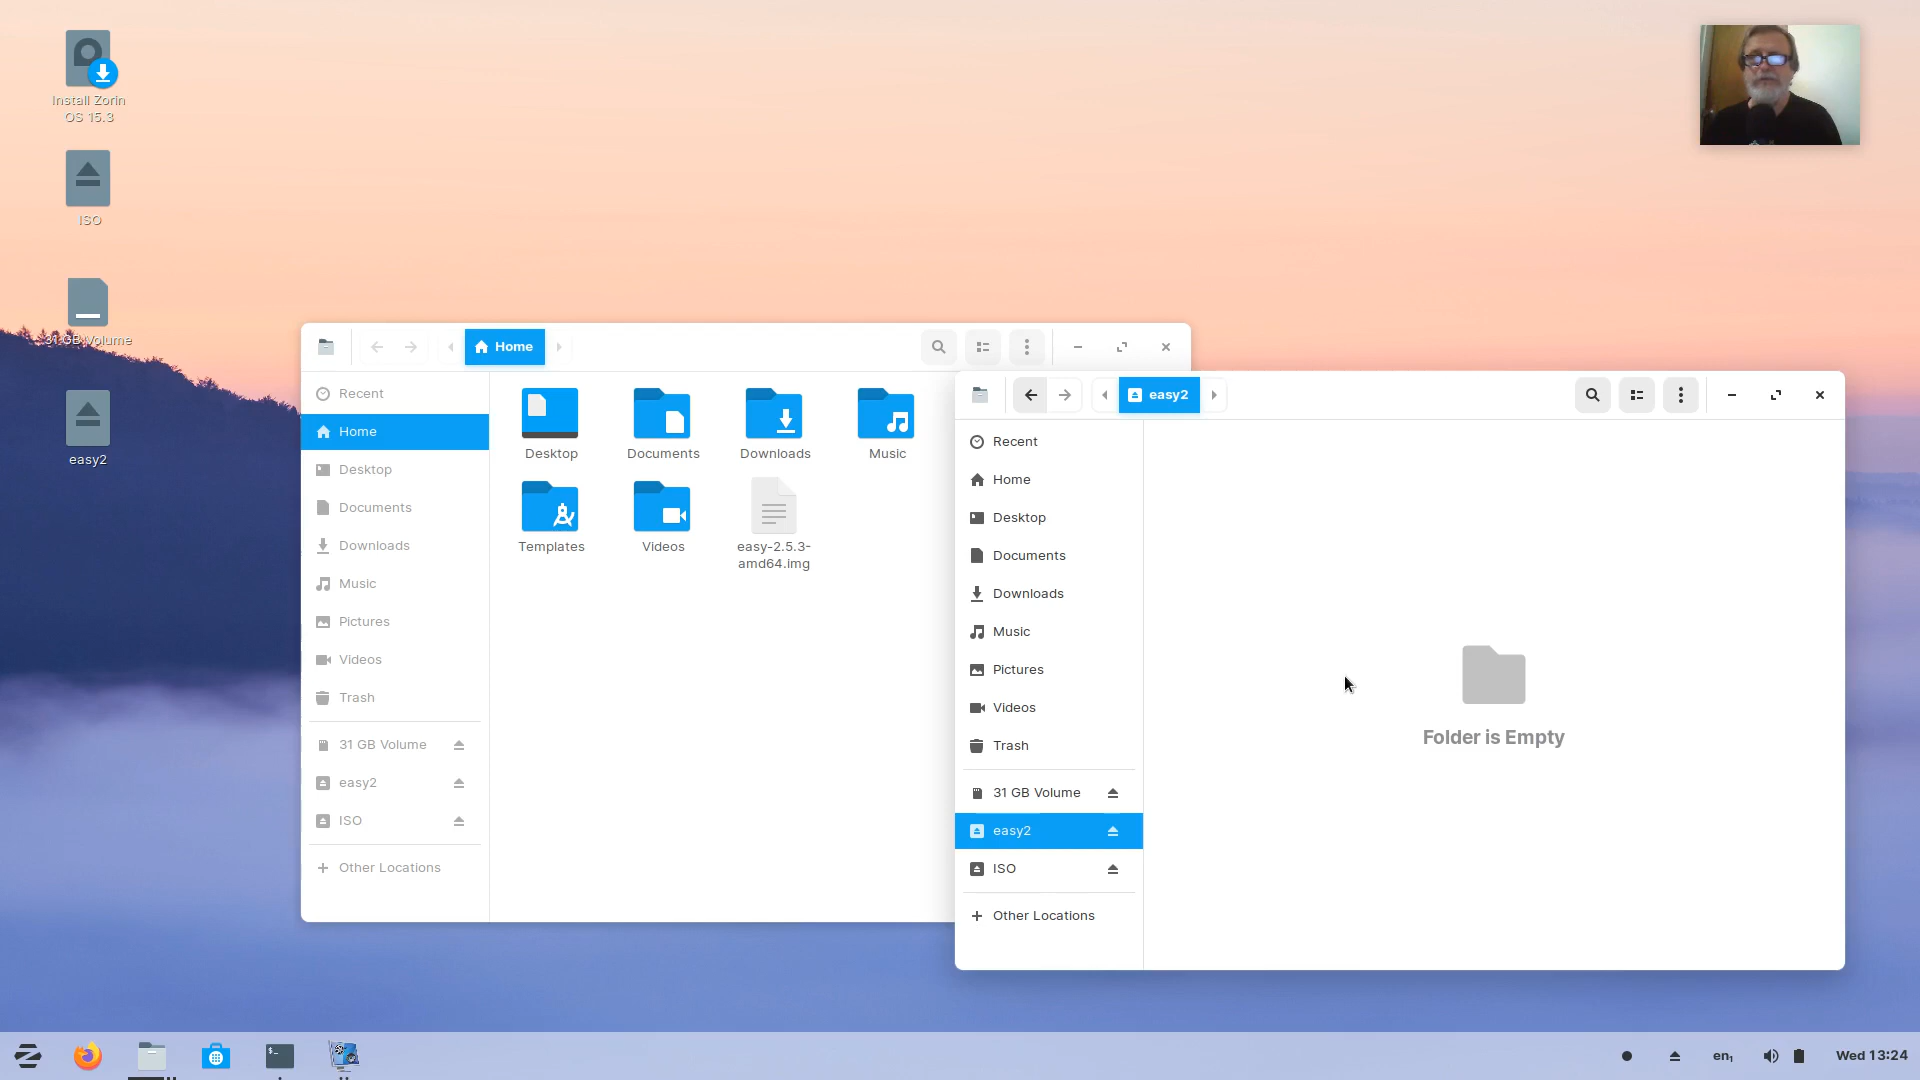 Install Zorin
OS 15.3
ISO
31 GB Volume
easy2
Home
Recent
Home
Desktop
Documents
Downloads
Music
Pictures
Videos
Trash
31 GB Volume
easy2
ISO
Other Locations
Desktop
Documents
Downloads
Music
Templates
Videos
easy-2.5.3-
amd64.img
easy2
Recent
Home
Desktop
Documents
Downloads
Music
Pictures
Videos
Trash
31 GB Volume
easy2
ISO
Other Locations
Folder is Empty
en₁
Wed 13:24